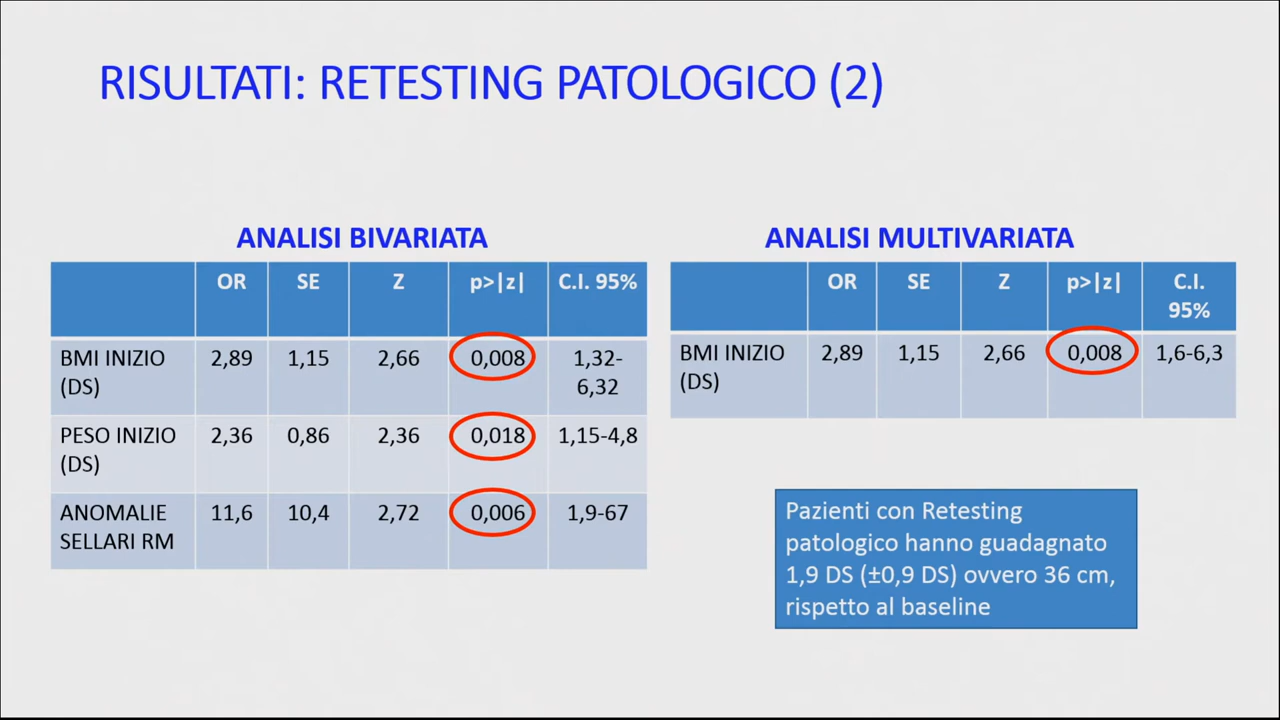 RISULTATI: RETESTING PATOLOGICO (2)
ANALISI BIVARIATA
OR SE Z p>|z| C.I. 95%
BMI INIZIO (DS) 2,89 1,15 2,66 0,008 1,32-6,32
PESO INIZIO (DS) 2,36 0,86 2,36 0,018 1,15-4,8
ANOMALIE SELLARI RM 11,6 10,4 2,72 0,006 1,9-67
ANALISI MULTIVARIATA
OR SE Z p>|z| C.I. 95%
BMI INIZIO (DS) 2,89 1,15 2,66 0,008 1,6-6,3
Pazienti con Retesting
patologico hanno guadagnato
1,9 DS (±0,9 DS) ovvero 36 cm,
rispetto al baseline